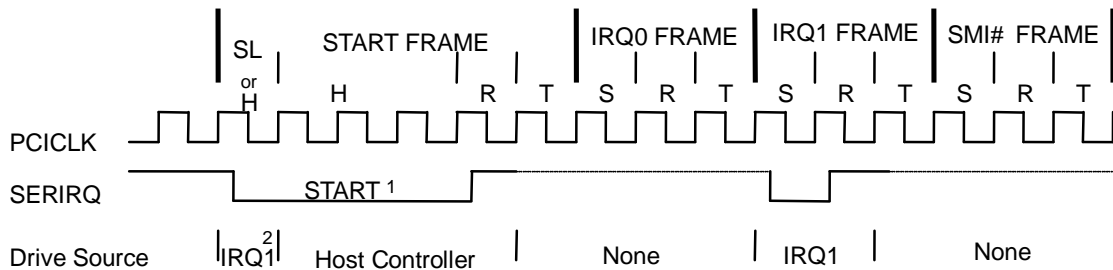 SL
or
H
START FRAME
IRQ0 FRAME
IRQ1 FRAME
SMI# FRAME
H
R
T
S
R
T
S
R
T
S
R
T
PCICLK
SERIRQ
START 1
Drive Source
IRQ1 2
Host Controller
None
IRQ1
None